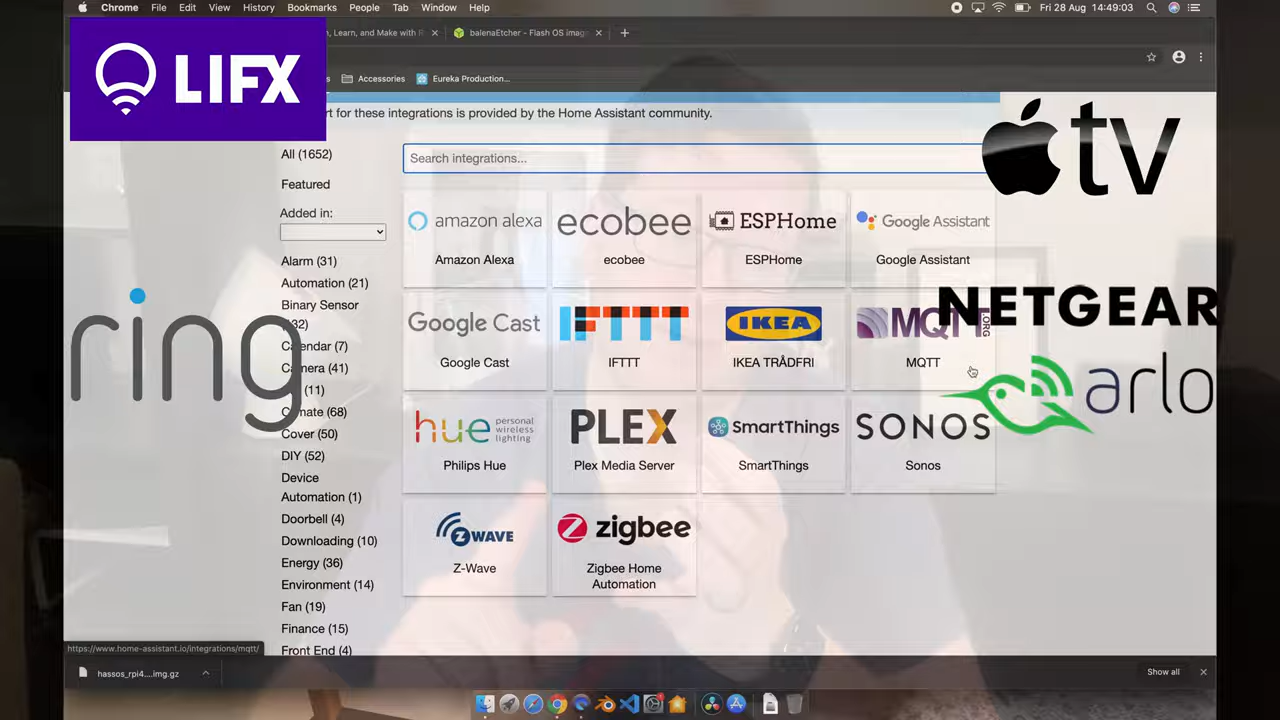 Chrome File Edit View History Bookmarks People Tab Window Help
Fri 28 Aug 14:49:03
Learn, and Make with R
balenaEtcher - Flash OS imag
Accessories
Eureka Production...
LIFX
rt for these integrations is provided by the Home Assistant community.
tv
All (1652)
Search integrations...
Featured
Added in:
amazon alexa
ecobee
ESPHome
Google Assistant
Amazon Alexa
ecobee
ESPHome
Google Assistant
Alarm (31)
Automation (21)
Binary Sensor
32)
Calendar (7)
Camera (41)
(11)
Climate (68)
Cover (50)
DIY (52)
Device
Automation (1)
Doorbell (4)
Downloading (10)
Energy (36)
Environment (14)
Fan (19)
Finance (15)
Front End (4)
ring
Google Cast
IFTTT
IKEA
MQTT
.ORG
NETGEAR
Google Cast
IFTTT
IKEA TRÅDFRI
MQTT
arlo
hue personal
wireless
lighting
PLEX
SmartThings
SONOS
Philips Hue
Plex Media Server
SmartThings
Sonos
Z WAVE
zigbee
Z-Wave
Zigbee Home
Automation
https://www.home-assistant.io/integrations/mqtt/
hassos_rpi4....img.gz
Show all